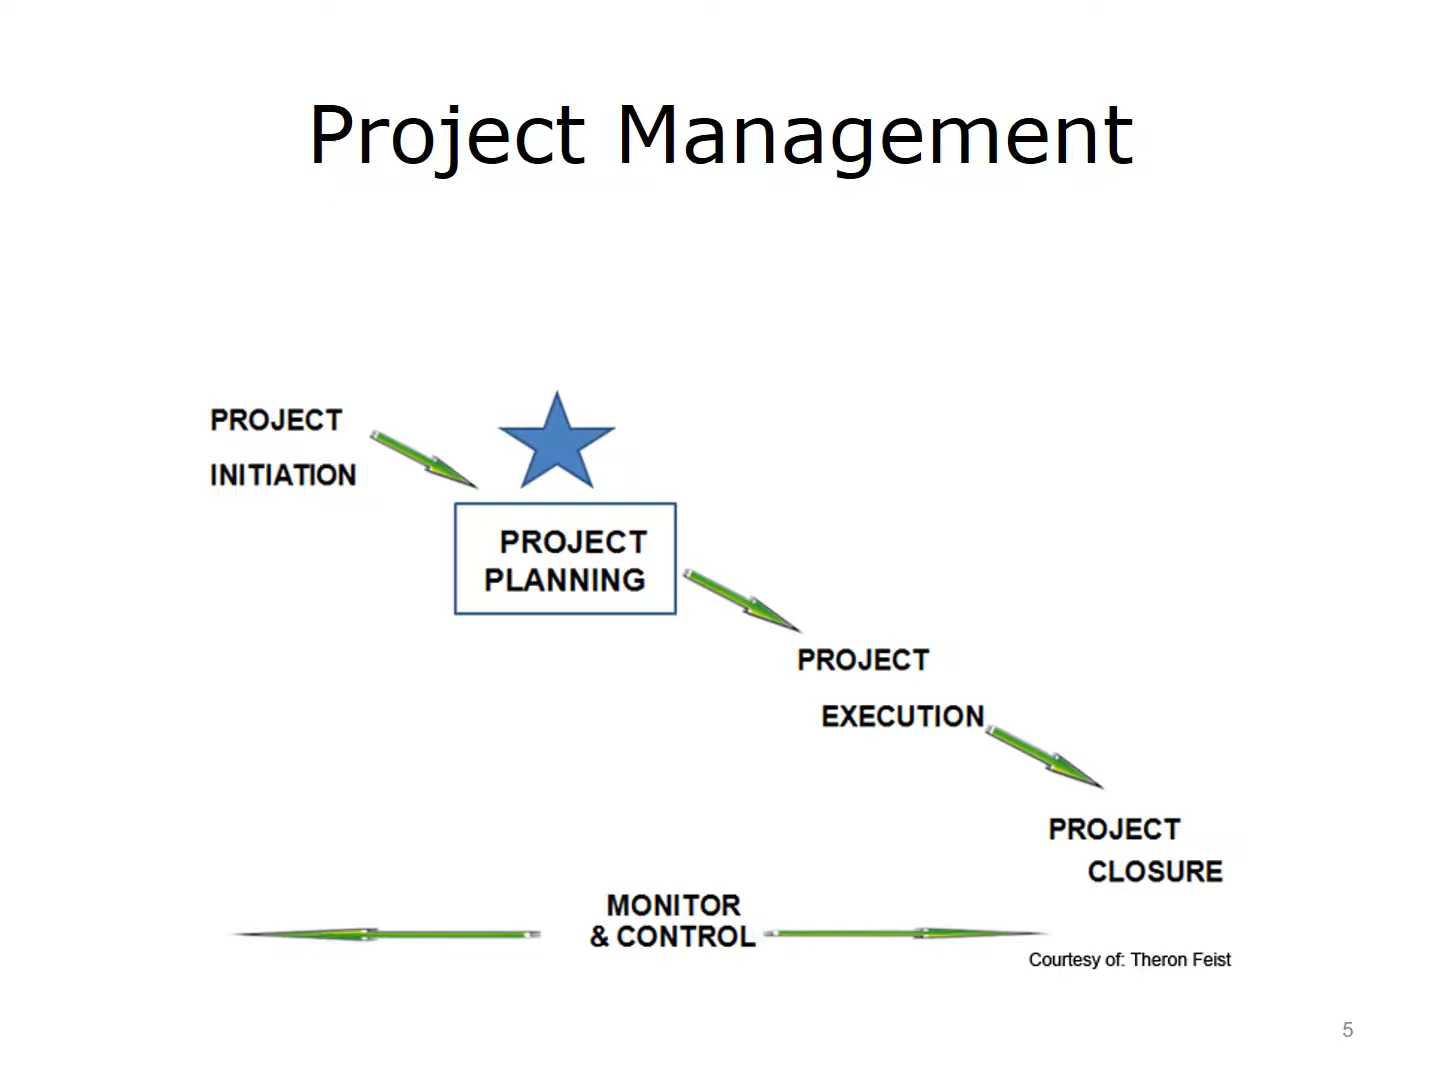 Project Management
PROJECT
INITIATION
PROJECT
PLANNING
PROJECT
EXECUTION
PROJECT
CLOSURE
MONITOR
& CONTROL
Courtesy of: Theron Feist
5